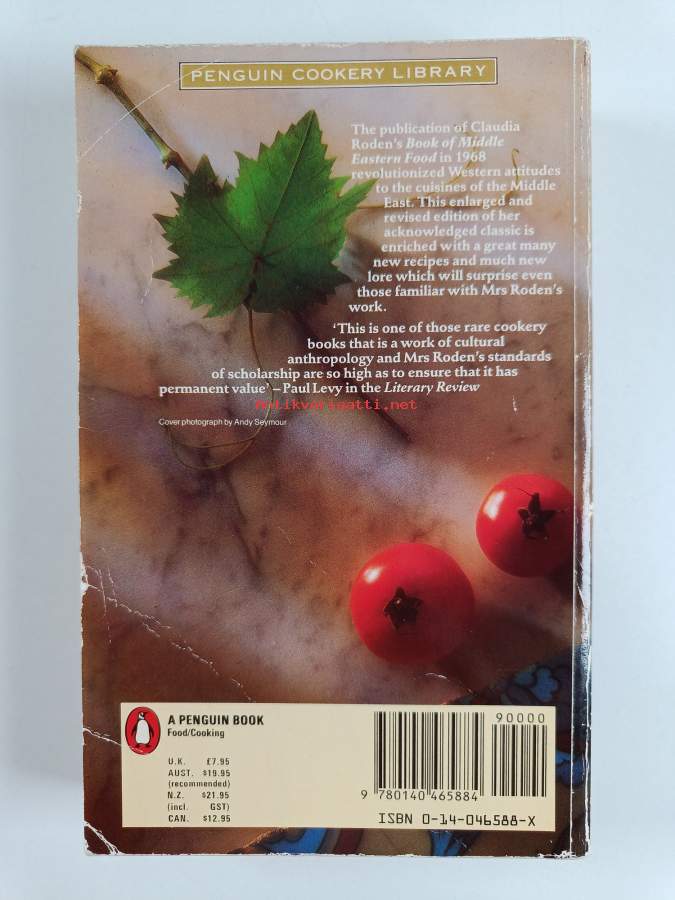 PENGUIN COOKERY LIBRARY
The publication of Claudia
Roden's Book of Middle
Eastern Food in 1968
revolutionized Western attitudes
to the cuisines of the Middle
East. This enlarged and
revised edition of her
acknowledged classic is
enriched with a great many
new recipes and much new
lore which will surprise even
those familiar with Mrs Roden's
work.
'This is one of those rare cookery
books that is a work of cultural
anthropology and Mrs Roden's standards
of scholarship are so high as to ensure that it has
permanent value' – Paul Levy in the Literary Review
antikvariaatti.net
Cover photograph by Andy Seymour
A PENGUIN BOOK
Food/Cooking
U.K. £7.95
AUST. $19.95
(recommended)
N.Z. $21.95
(incl. GST)
CAN. $12.95
90000
9 780140 465884
ISBN 0-14-046588-X